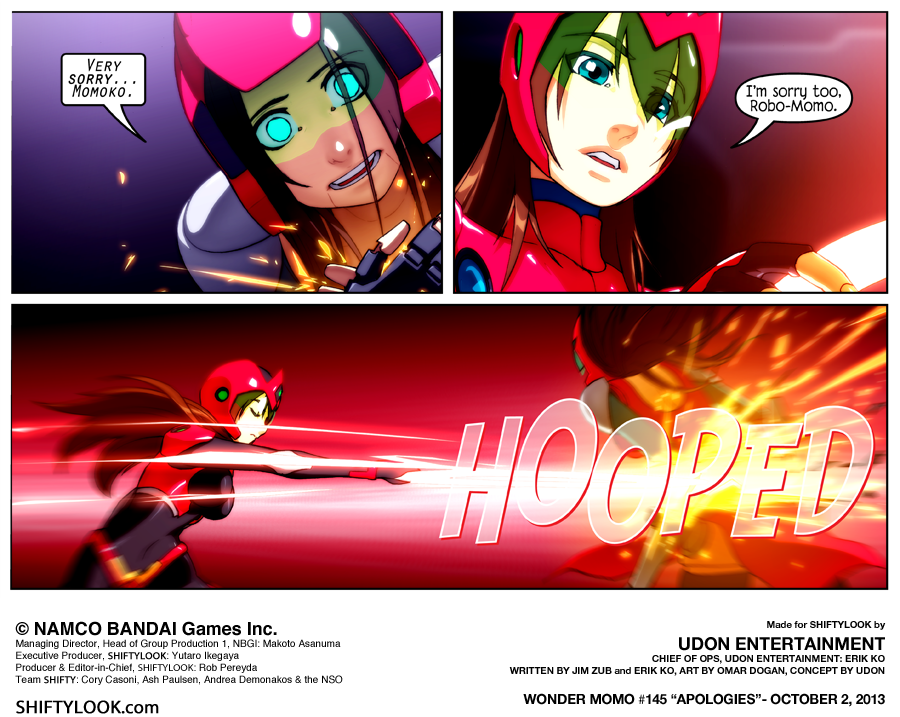 VERY
SORRY...
MOMOKO.
I'm sorry too,
Robo-Momo.
HOOPED
© NAMCO BANDAI Games Inc.
Managing Director, Head of Group Production 1, NBGI: Makoto Asanuma
Executive Producer, SHIFTYLOOK: Yutaro Ikegaya
Producer & Editor-in-Chief, SHIFTYLOOK: Rob Pereyda
Team SHIFTY: Cory Casoni, Ash Paulsen, Andrea Demonakos & the NSO
SHIFTYLOOK.com
Made for SHIFTYLOOK by
UDON ENTERTAINMENT
CHIEF OF OPS, UDON ENTERTAINMENT: ERIK KO
WRITTEN BY JIM ZUB and ERIK KO, ART BY OMAR DOGAN, CONCEPT BY UDON
WONDER MOMO #145 “APOLOGIES”- OCTOBER 2, 2013